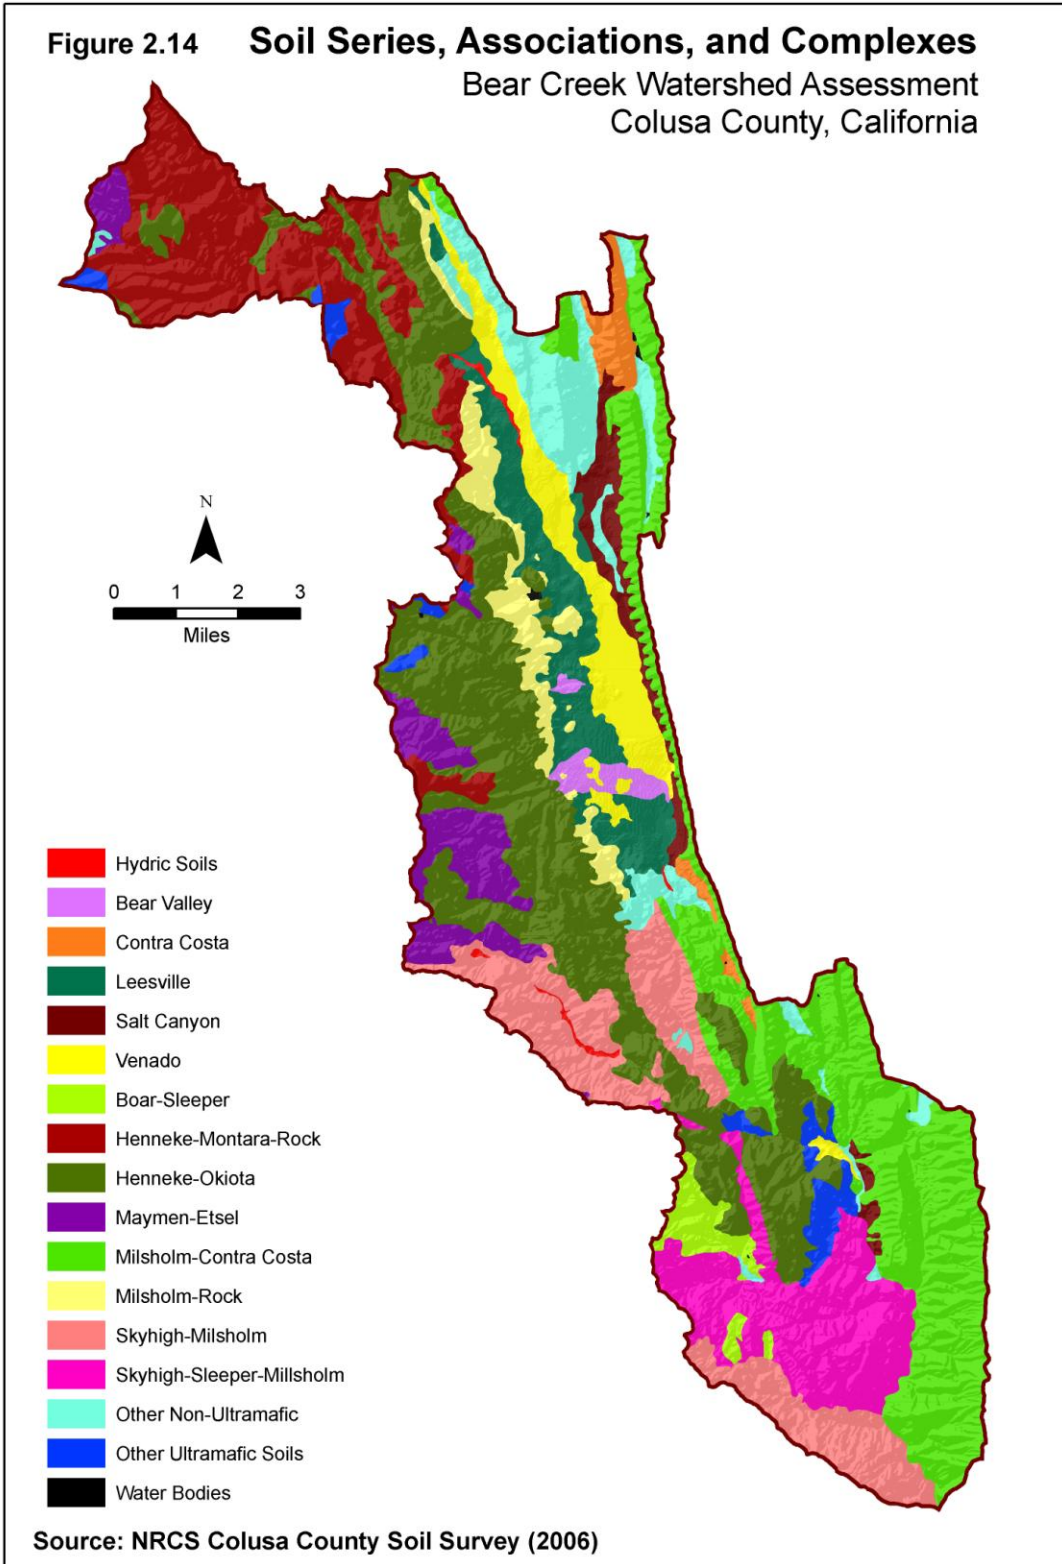 Figure 2.14 Soil Series, Associations, and Complexes
Bear Creek Watershed Assessment
Colusa County, California
N
0 1 2 3
Miles
Hydric Soils
Bear Valley
Contra Costa
Leesville
Salt Canyon
Venado
Boar-Sleeper
Henneke-Montara-Rock
Henneke-Okiota
Maymen-Etsel
Milsholm-Contra Costa
Milsholm-Rock
Skyhigh-Milsholm
Skyhigh-Sleeper-Millsholm
Other Non-Ultramafic
Other Ultramafic Soils
Water Bodies
Source: NRCS Colusa County Soil Survey (2006)